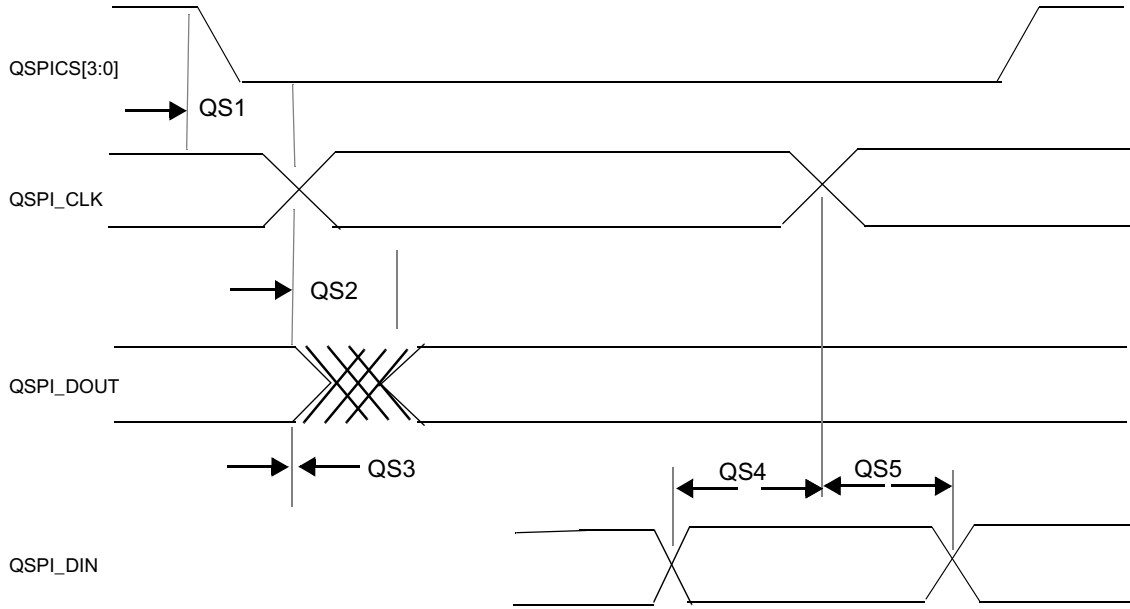 QSPICS[3:0]
QS1
QSPI_CLK
QS2
QSPI_DOUT
QS3
QS4
QS5
QSPI_DIN